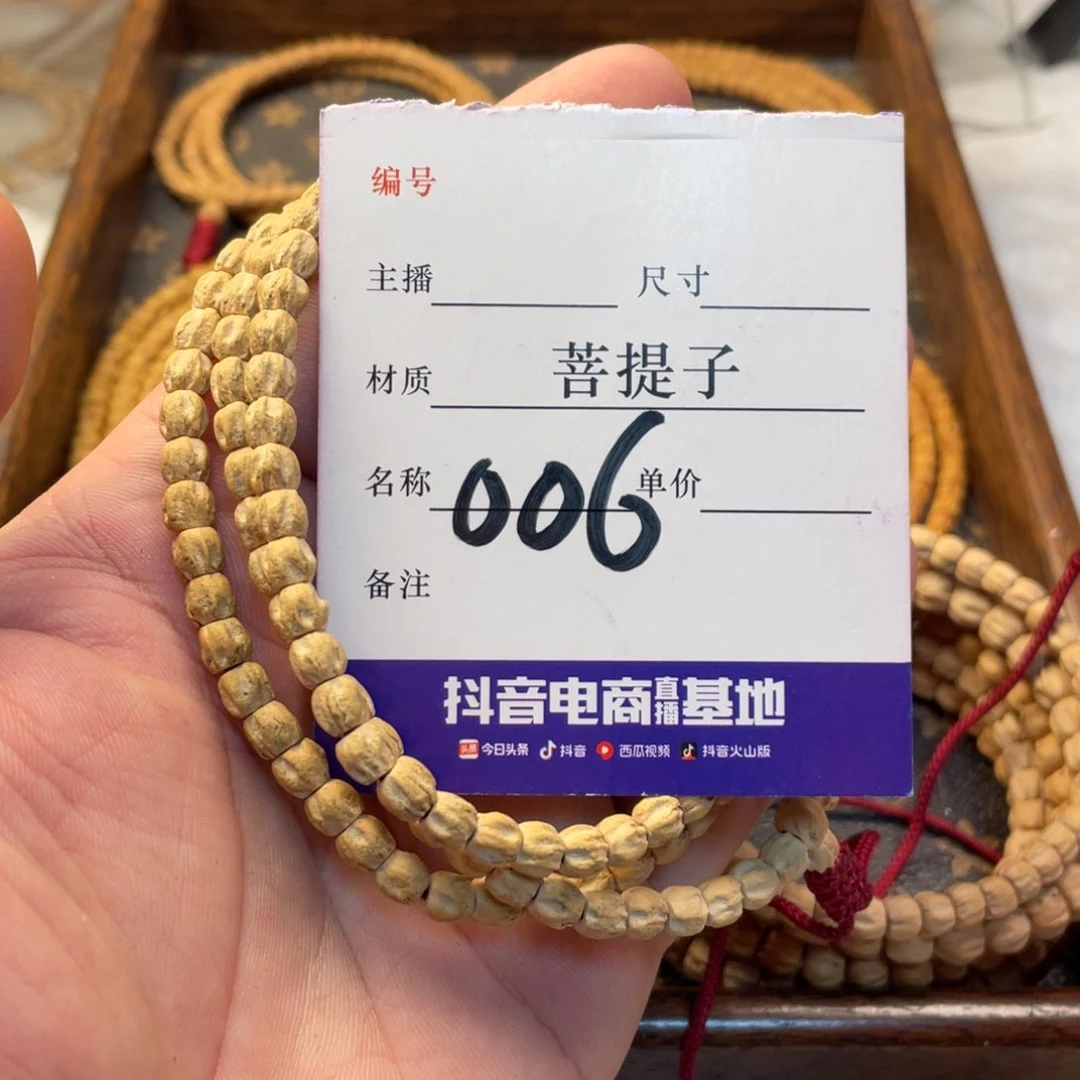 编号
主播 尺寸
材质 菩提子
名称 006 单价
备注
抖音电商直播基地
头条 今日头条 抖音 西瓜视频 抖音火山版